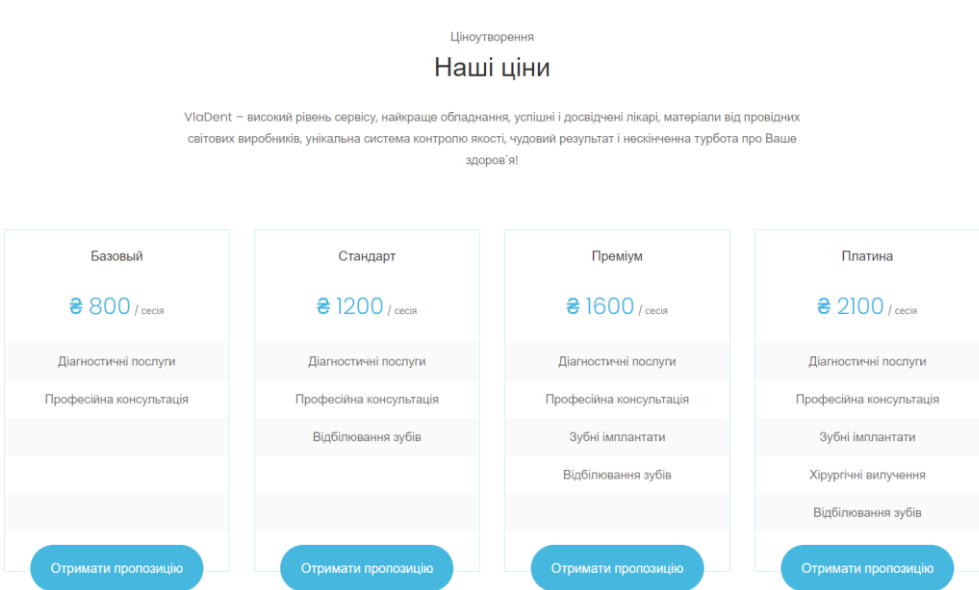 Ціноутворення
Наші ціни
VlaDent – високий рівень сервісу, найкраще обладнання, успішні і досвідчені лікарі, матеріали від провідних
світових виробників, унікальна система контролю якості, чудовий результат і нескінченна турбота про Ваше
здоров`я!
Базовый
₴ 800 / сесія
Діагностичні послуги
Професійна консультація
Отримати пропозицію
Стандарт
₴ 1200 / сесія
Діагностичні послуги
Професійна консультація
Відбілювання зубів
Отримати пропозицію
Преміум
₴ 1600 / сесія
Діагностичні послуги
Професійна консультація
Зубні імплантати
Відбілювання зубів
Отримати пропозицію
Платина
₴ 2100 / сесія
Діагностичні послуги
Професійна консультація
Зубні імплантати
Хірургічні вилучення
Відбілювання зубів
Отримати пропозицію